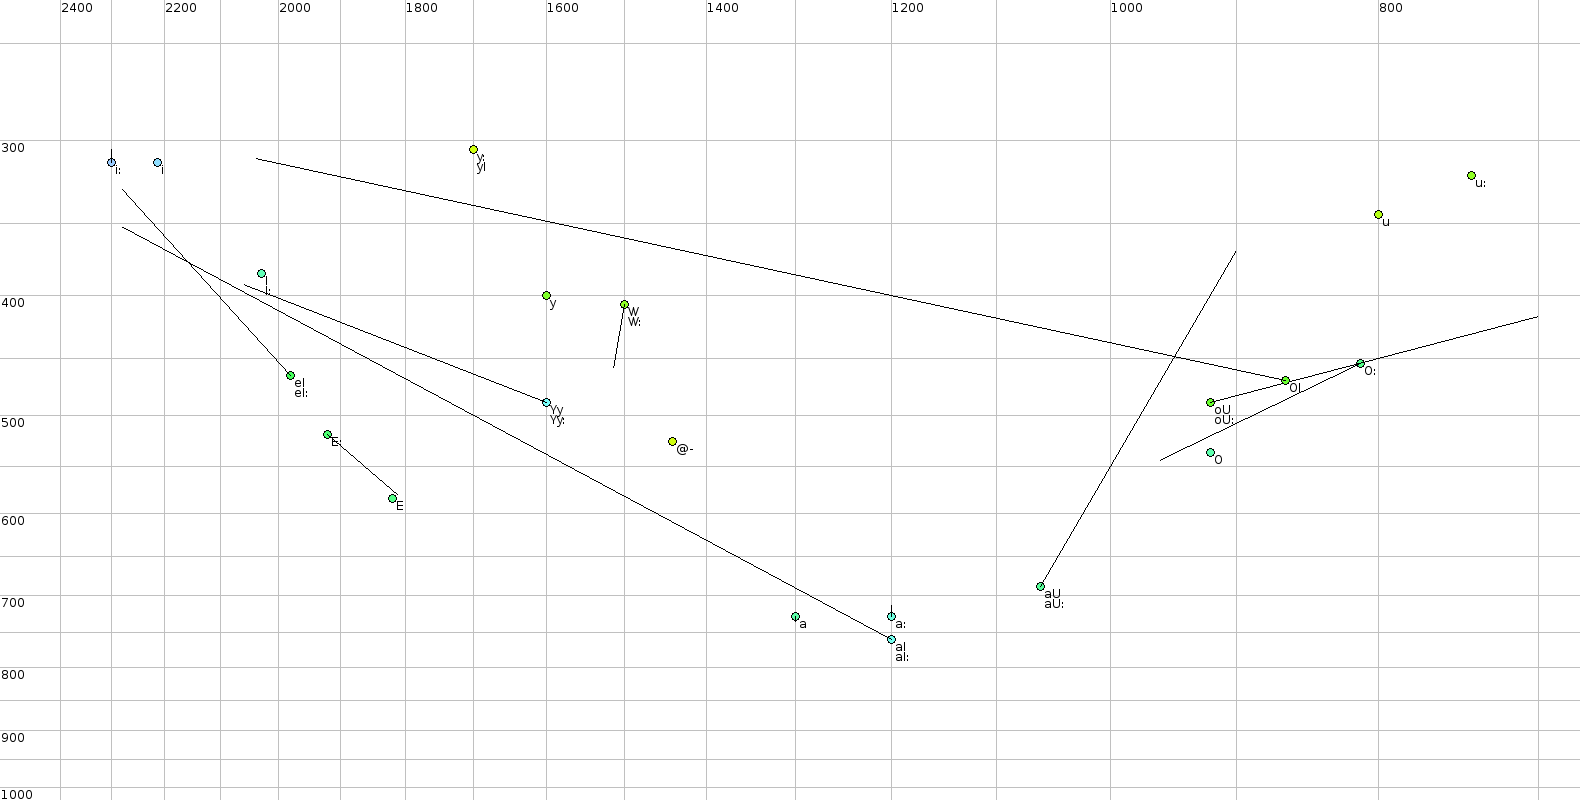 2400 2200 2000 1800 1600 1400 1200 1000 800
300
i: i y: u:
yI
u
I
I:
400
y W O:
W:
eI OI
eI:
Yy oU
Yy: oU:
500
E: @- O
E
600
aU
aU:
700
a a:
aI
aI:
800
900
1000